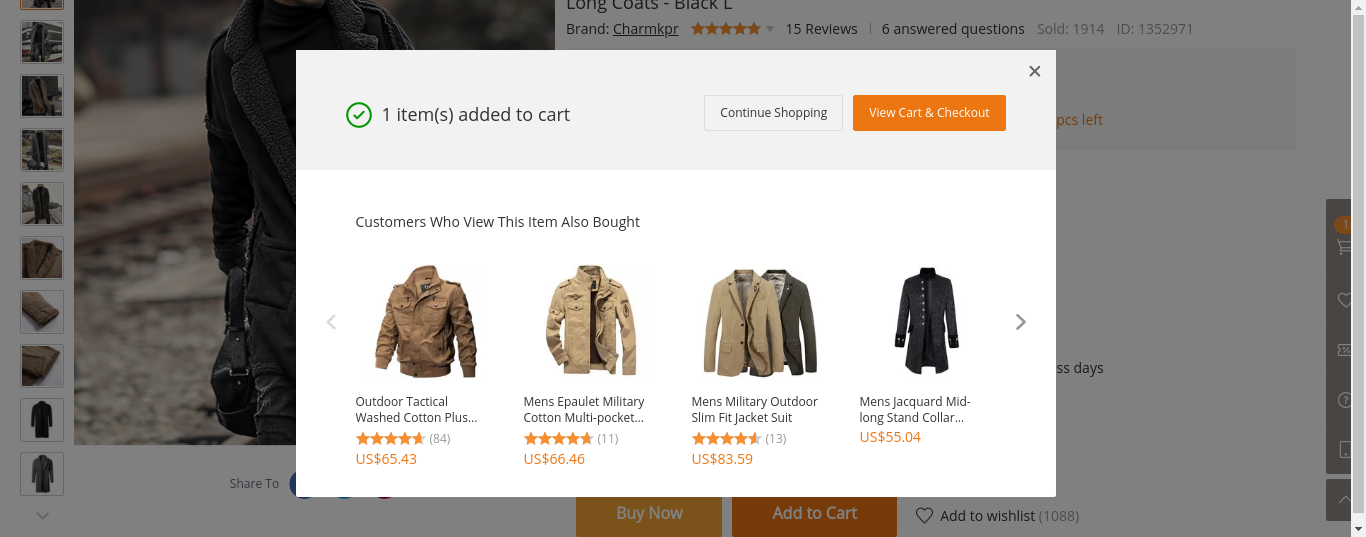 Long Coats - Black L
Brand: Charmkpr 15 Reviews 6 answered questions Sold: 1914 ID: 1352971
1 item(s) added to cart
Continue Shopping
View Cart & Checkout
pcs left
Customers Who View This Item Also Bought
1
ss days
Outdoor Tactical
Washed Cotton Plus...
(84)
US$65.43
Mens Epaulet Military
Cotton Multi-pocket...
(11)
US$66.46
Mens Military Outdoor
Slim Fit Jacket Suit
(13)
US$83.59
Mens Jacquard Mid-
long Stand Collar...
US$55.04
Share To
Buy Now
Add to Cart
Add to wishlist (1088)